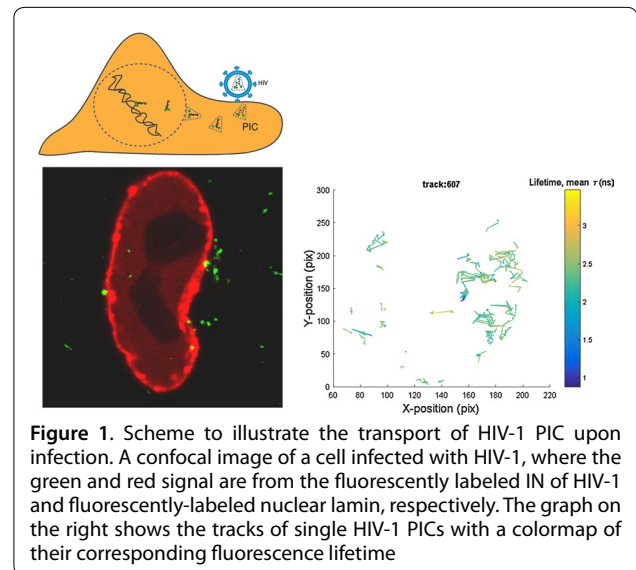 HIV
PIC
track:607
Lifetime, mean τ (ns)
Y-position (pix)
300
250
200
150
100
50
0
60 80 100 120 140 160 180 200 220
X-position (pix)
3
2.5
2
1.5
1
Figure 1. Scheme to illustrate the transport of HIV-1 PIC upon
infection. A confocal image of a cell infected with HIV-1, where the
green and red signal are from the fluorescently labeled IN of HIV-1
and fluorescently-labeled nuclear lamin, respectively. The graph on
the right shows the tracks of single HIV-1 PICs with a colormap of
their corresponding fluorescence lifetime